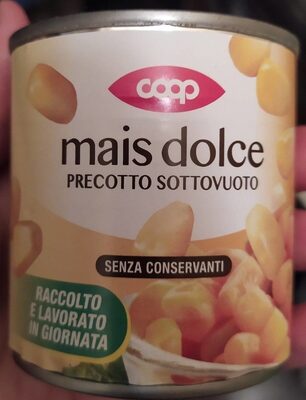 coop
mais dolce
PRECOTTO SOTTOVUOTO
SENZA CONSERVANTI
RACCOLTO
E LAVORATO
IN GIORNATA